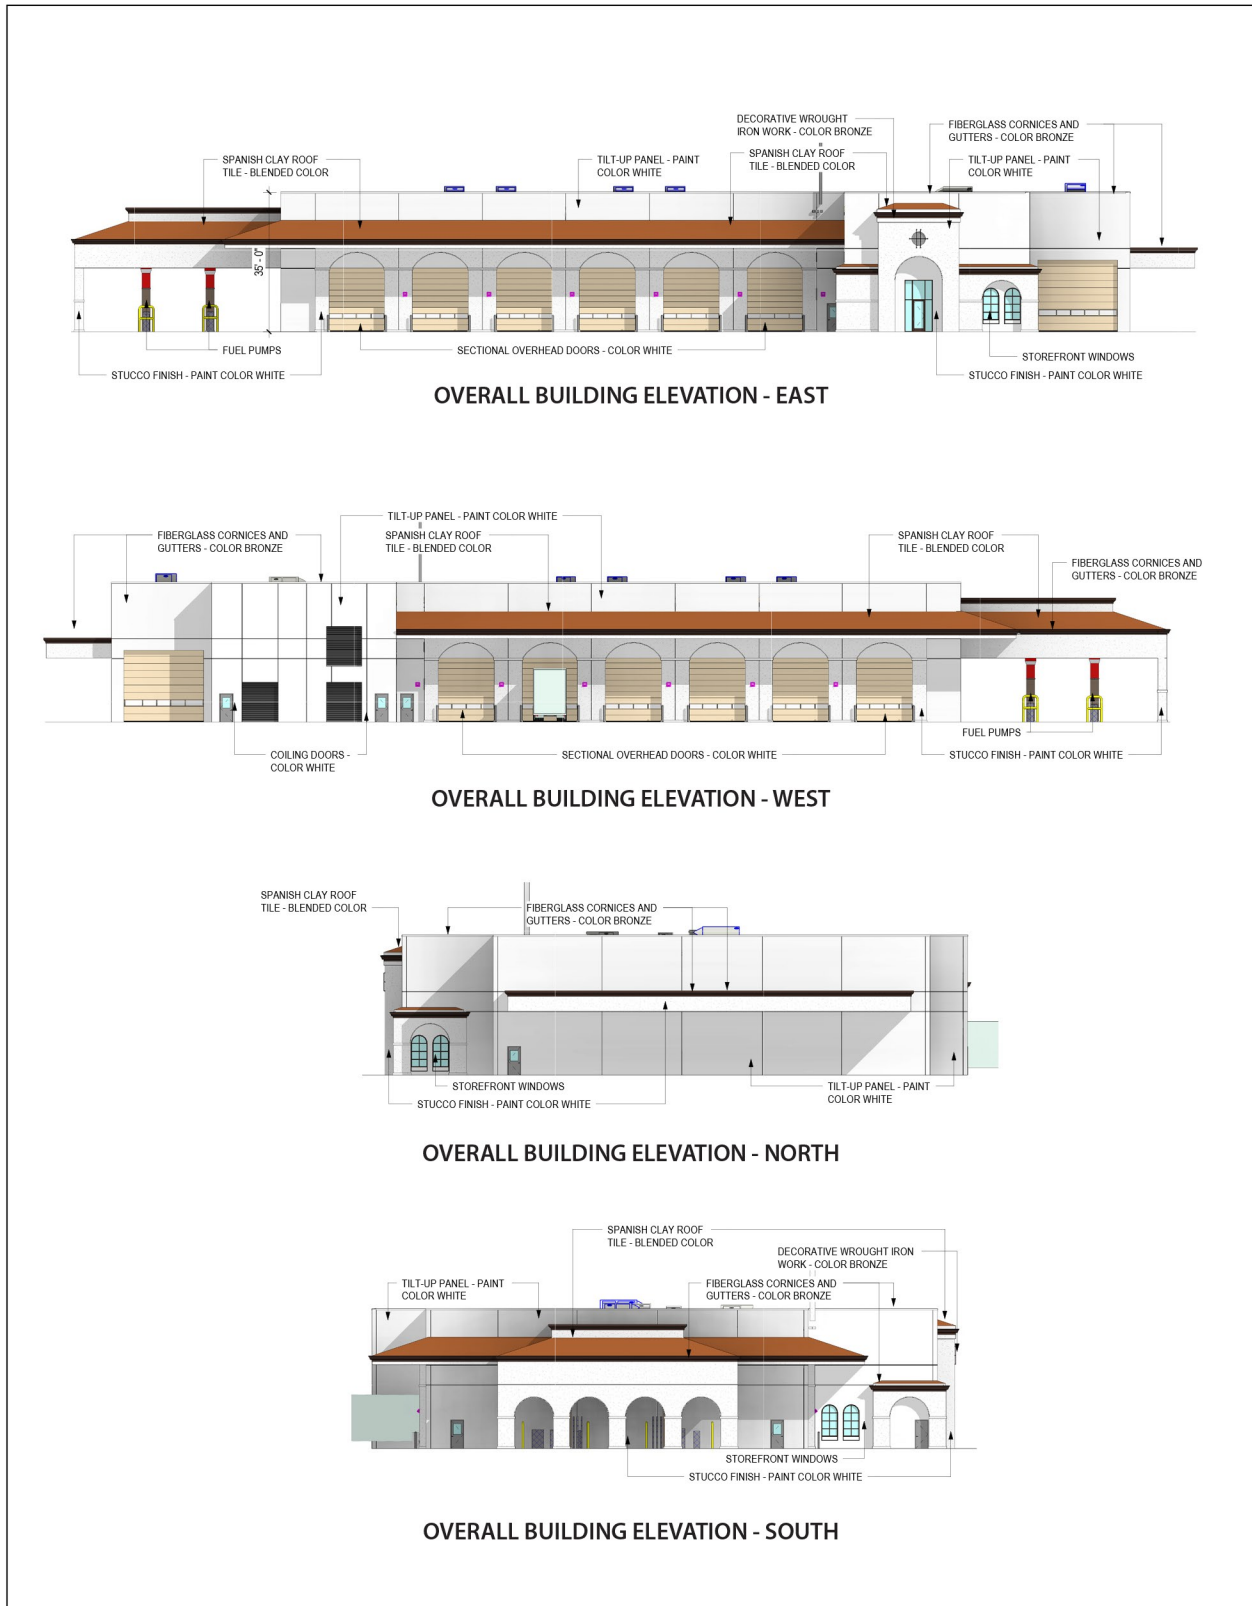 DECORATIVE WROUGHT
IRON WORK - COLOR BRONZE
FIBERGLASS CORNICES AND
GUTTERS - COLOR BRONZE
SPANISH CLAY ROOF
TILE - BLENDED COLOR
TILT-UP PANEL - PAINT
COLOR WHITE
SPANISH CLAY ROOF
TILE - BLENDED COLOR
TILT-UP PANEL - PAINT
COLOR WHITE
35' - 0"
FUEL PUMPS
SECTIONAL OVERHEAD DOORS - COLOR WHITE
STOREFRONT WINDOWS
STUCCO FINISH - PAINT COLOR WHITE
STUCCO FINISH - PAINT COLOR WHITE
OVERALL BUILDING ELEVATION - EAST
TILT-UP PANEL - PAINT COLOR WHITE
FIBERGLASS CORNICES AND
GUTTERS - COLOR BRONZE
SPANISH CLAY ROOF
TILE - BLENDED COLOR
SPANISH CLAY ROOF
TILE - BLENDED COLOR
FIBERGLASS CORNICES AND
GUTTERS - COLOR BRONZE
FUEL PUMPS
COILING DOORS -
COLOR WHITE
SECTIONAL OVERHEAD DOORS - COLOR WHITE
STUCCO FINISH - PAINT COLOR WHITE
OVERALL BUILDING ELEVATION - WEST
SPANISH CLAY ROOF
TILE - BLENDED COLOR
FIBERGLASS CORNICES AND
GUTTERS - COLOR BRONZE
STOREFRONT WINDOWS
TILT-UP PANEL - PAINT
COLOR WHITE
STUCCO FINISH - PAINT COLOR WHITE
OVERALL BUILDING ELEVATION - NORTH
SPANISH CLAY ROOF
TILE - BLENDED COLOR
DECORATIVE WROUGHT IRON
WORK - COLOR BRONZE
TILT-UP PANEL - PAINT
COLOR WHITE
FIBERGLASS CORNICES AND
GUTTERS - COLOR BRONZE
STOREFRONT WINDOWS
STUCCO FINISH - PAINT COLOR WHITE
OVERALL BUILDING ELEVATION - SOUTH